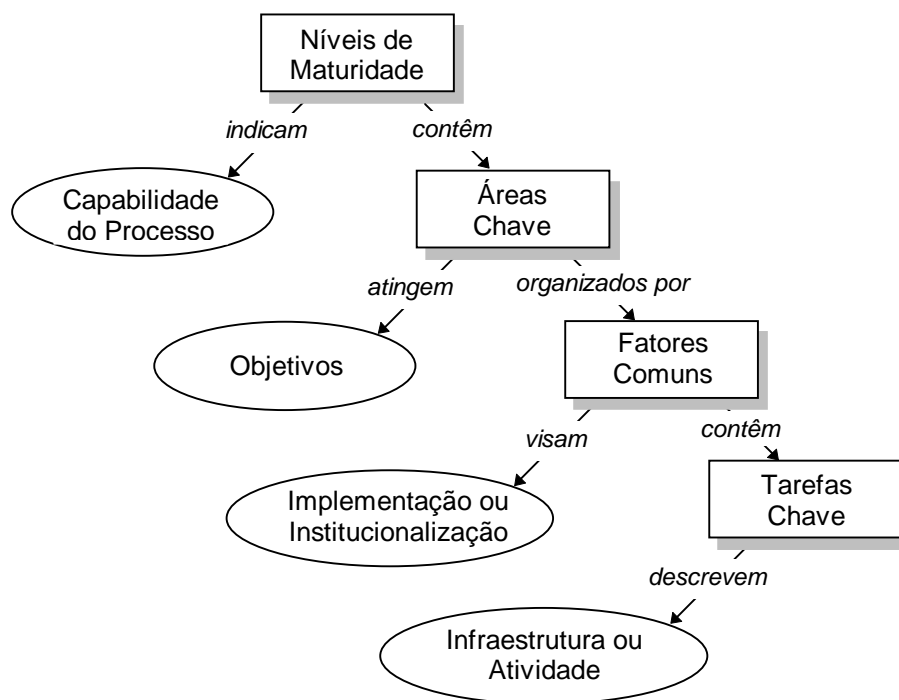 Níveis de
Maturidade
indicam
contêm
Capabilidade
do Processo
Áreas
Chave
atingem
organizados por
Objetivos
Fatores
Comuns
visam
contêm
Implementação ou
Institucionalização
Tarefas
Chave
descrevem
Infraestrutura ou
Atividade